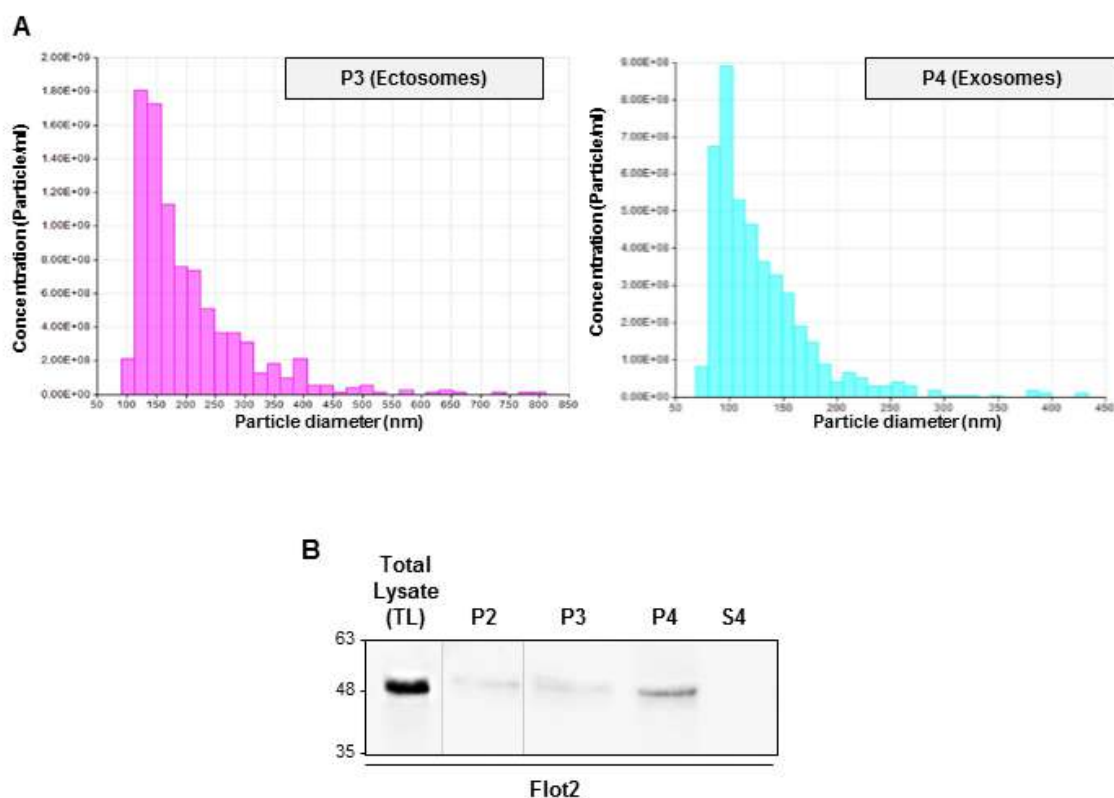 A
P3 (Ectosomes)
Concentration (Particle/ml)
2.00E+09
1.80E+09
1.60E+09
1.40E+09
1.20E+09
1.00E+09
8.00E+08
6.00E+08
4.00E+08
2.00E+08
0.00E+00
50 100 150 200 250 300 350 400 450 500 550 600 650 700 750 800 850
Particle diameter (nm)
P4 (Exosomes)
Concentration (Particle/ml)
9.00E+08
8.00E+08
7.00E+08
6.00E+08
5.00E+08
4.00E+08
3.00E+08
2.00E+08
1.00E+08
0.00E+00
50 100 150 200 250 300 350 400 450
Particle diameter (nm)
B
Total
Lysate
(TL) P2 P3 P4 S4
63
48
35
Flot2